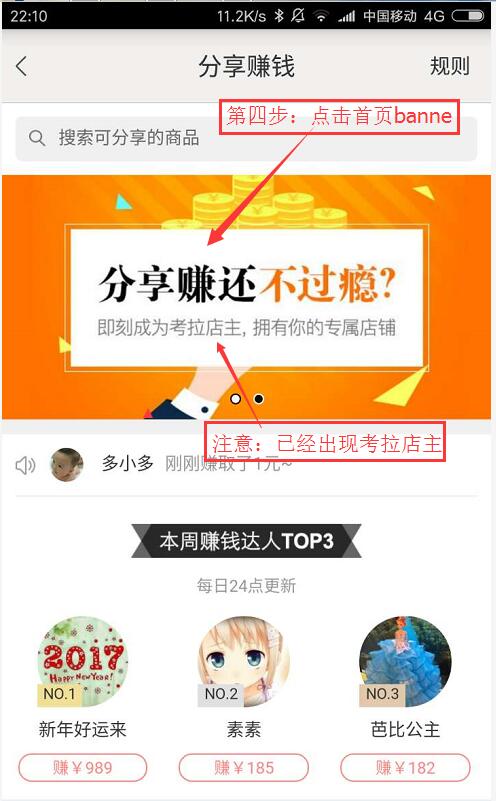 22:10 11.2K/s 中国移动 4G
分享赚钱 规则
第四步：点击首页banne
搜索可分享的商品
分享赚还不过瘾?
即刻成为考拉店主, 拥有你的专属店铺
注意：已经出现考拉店主
多小多 刚刚赚取了1元~
本周赚钱达人TOP3
每日24点更新
2017
Happy New Year!
NO.1 NO.2 NO.3
新年好运来 素素 芭比公主
赚￥989 赚￥185 赚￥182